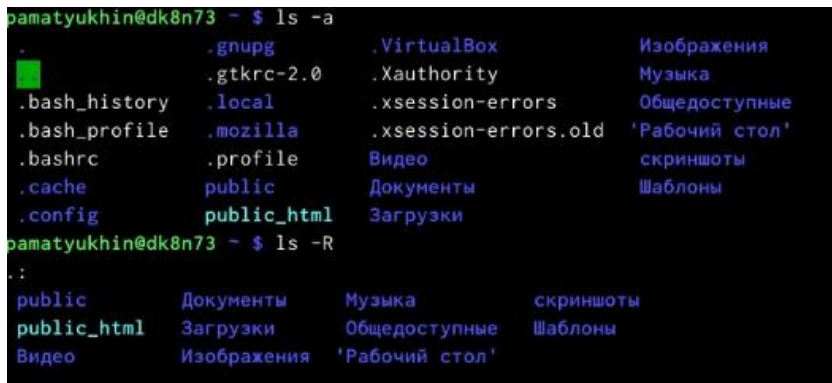 pamatyukhin@dk8n73 ~ $ ls -a
. .gnupg .VirtualBox Изображения
.. .gtkrc-2.0 .Xauthority Музыка
.bash_history .local .xsession-errors Общедоступные
.bash_profile .mozilla .xsession-errors.old 'Рабочий стол'
.bashrc .profile Видео скриншоты
.cache public Документы Шаблоны
.config public_html Загрузки
pamatyukhin@dk8n73 ~ $ ls -R
.:
public Документы Музыка скриншоты
public_html Загрузки Общедоступные Шаблоны
Видео Изображения 'Рабочий стол'